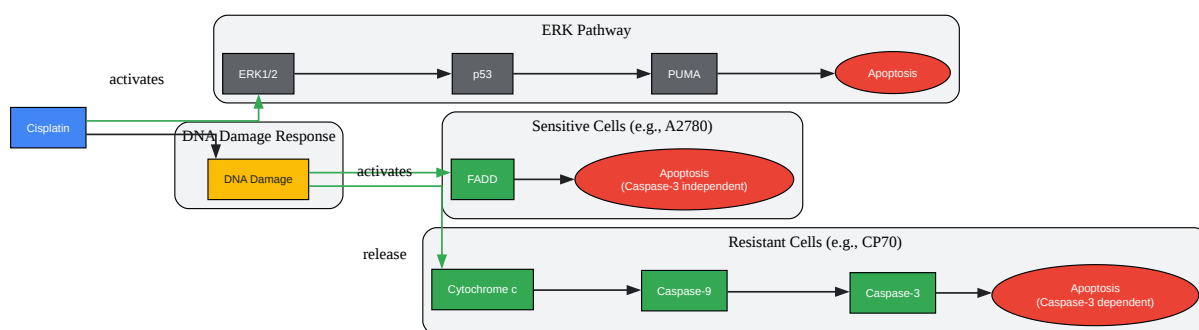 ERK Pathway
activates
ERK1/2
p53
PUMA
Apoptosis
Cisplatin
DNA Damage Response
DNA Damage
activates
Sensitive Cells (e.g., A2780)
FADD
Apoptosis
(Caspase-3 independent)
release
Resistant Cells (e.g., CP70)
Cytochrome c
Caspase-9
Caspase-3
Apoptosis
(Caspase-3 dependent)